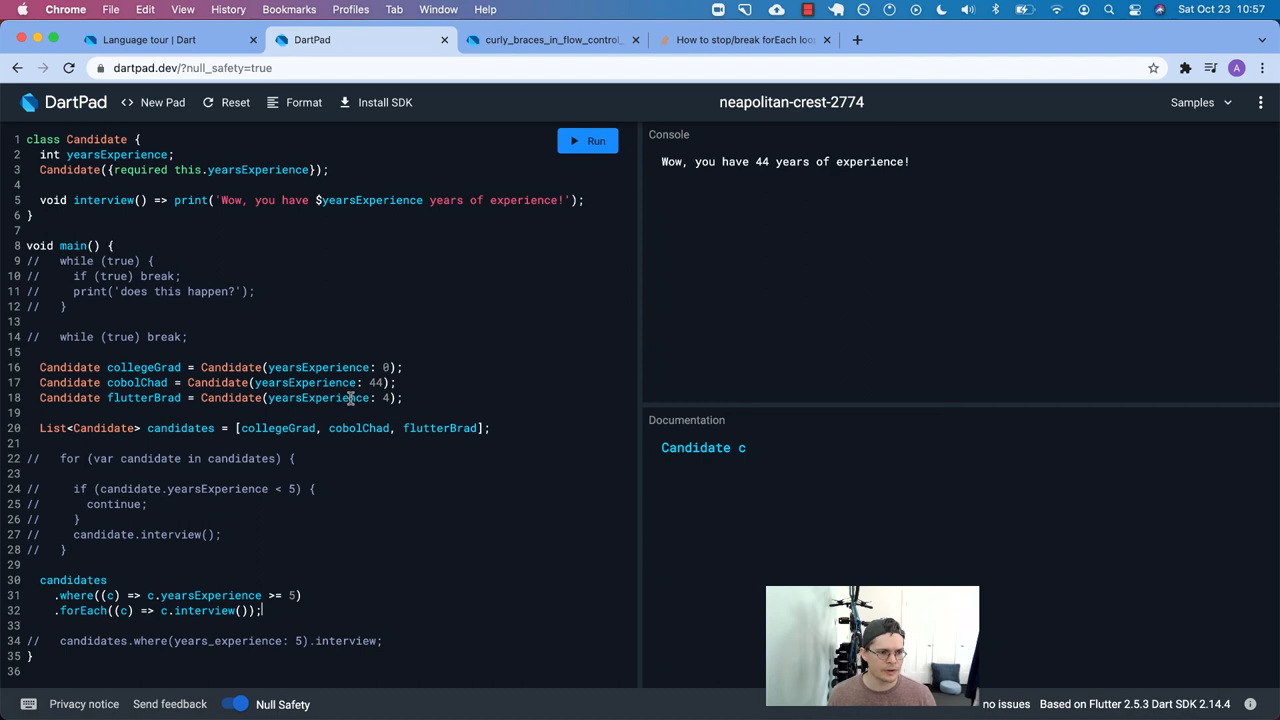 Chrome File Edit View History Bookmarks Profiles Tab Window Help Sat Oct 23 10:57
Language tour | Dart
DartPad
curly_braces_in_flow_control_
How to stop/break forEach loo
dartpad.dev/?null_safety=true
A
DartPad
<> New Pad
Reset
Format
Install SDK
neapolitan-crest-2774
Samples
Run
1 class Candidate {
2   int yearsExperience;
3   Candidate({required this.yearsExperience});
4
5   void interview() => print('Wow, you have $yearsExperience years of experience!');
6 }
7
8 void main() {
9 //   while (true) {
10 //     if (true) break;
11 //     print('does this happen?');
12 //   }
13
14 //   while (true) break;
15
16   Candidate collegeGrad = Candidate(yearsExperience: 0);
17   Candidate cobolChad = Candidate(yearsExperience: 44);
18   Candidate flutterBrad = Candidate(yearsExperience: 4);
19
20   List<Candidate> candidates = [collegeGrad, cobolChad, flutterBrad];
21
22 //   for (var candidate in candidates) {
23
24 //     if (candidate.yearsExperience < 5) {
25 //       continue;
26 //     }
27 //     candidate.interview();
28 //   }
29
30   candidates
31     .where((c) => c.yearsExperience >= 5)
32     .forEach((c) => c.interview());
33
34 //   candidates.where(years_experience: 5).interview;
35 }
36
Console
Wow, you have 44 years of experience!
Documentation
Candidate c
Privacy notice
Send feedback
Null Safety
no issues
Based on Flutter 2.5.3 Dart SDK 2.14.4